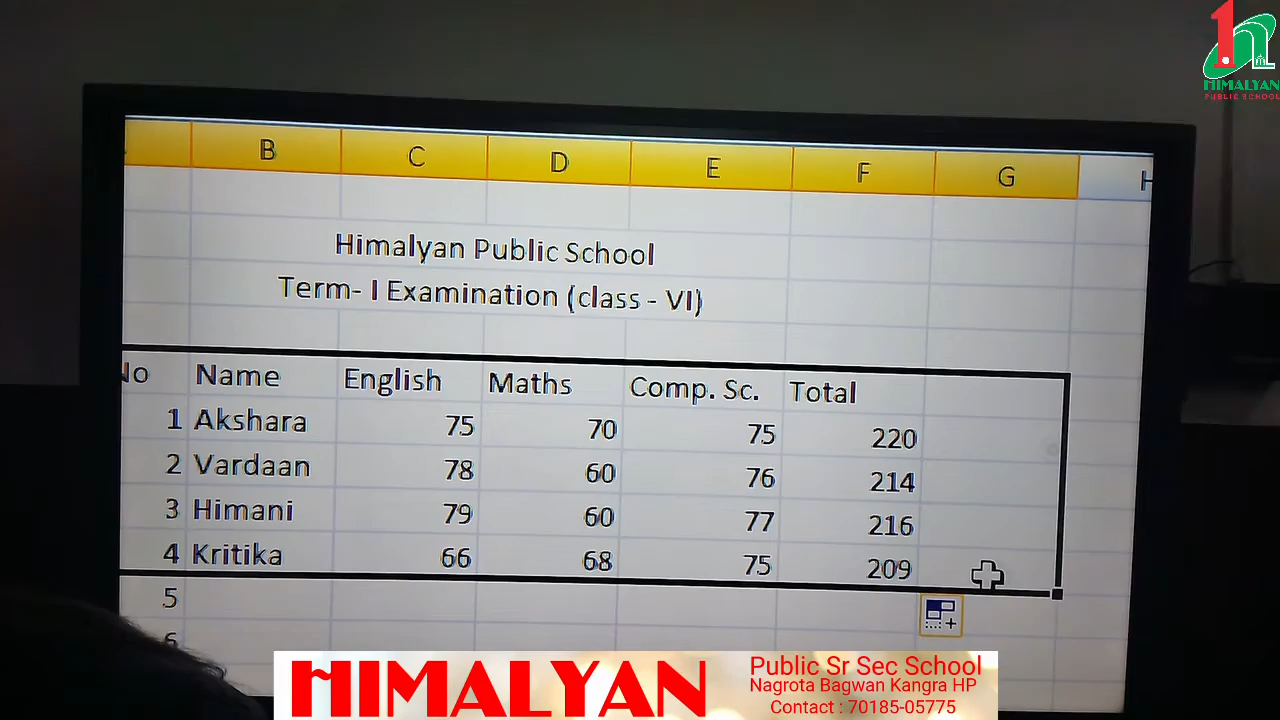 HIMALYAN
PUBLIC SCHOOL
B C D E F G H
Himalyan Public School
Term- I Examination (class - VI)
No Name English Maths Comp. Sc. Total
1 Akshara 75 70 75 220
2 Vardaan 78 60 76 214
3 Himani 79 60 77 216
4 Kritika 66 68 75 209
5
6
HIMALYAN
Public Sr Sec School
Nagrota Bagwan Kangra HP
Contact : 70185-05775